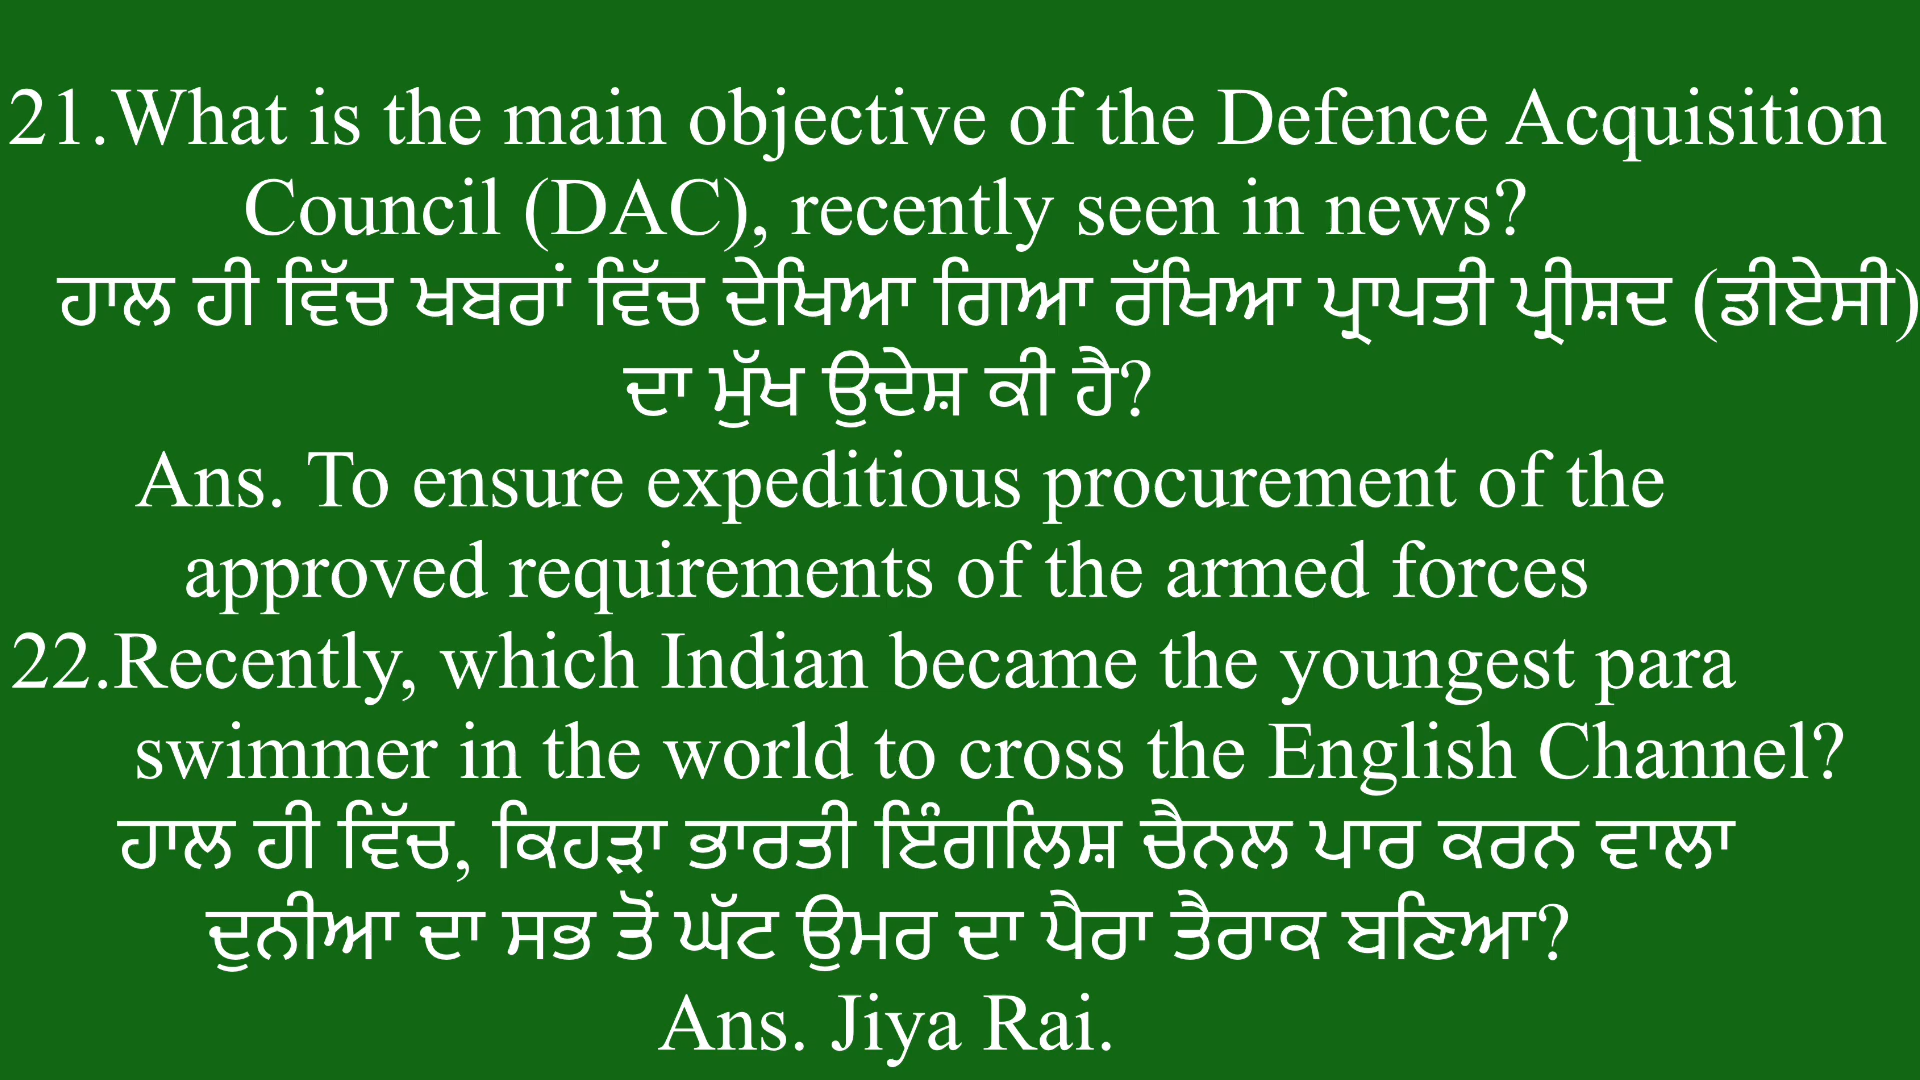 21.What is the main objective of the Defence Acquisition
Council (DAC), recently seen in news?
ਹਾਲ ਹੀ ਵਿੱਚ ਖਬਰਾਂ ਵਿੱਚ ਦੇਖਿਆ ਗਿਆ ਰੱਖਿਆ ਪ੍ਰਾਪਤੀ ਪ੍ਰੀਸ਼ਦ (ਡੀਏਸੀ)
ਦਾ ਮੁੱਖ ਉਦੇਸ਼ ਕੀ ਹੈ?
Ans. To ensure expeditious procurement of the
approved requirements of the armed forces
22.Recently, which Indian became the youngest para
swimmer in the world to cross the English Channel?
ਹਾਲ ਹੀ ਵਿੱਚ, ਕਿਹੜਾ ਭਾਰਤੀ ਇੰਗਲਿਸ਼ ਚੈਨਲ ਪਾਰ ਕਰਨ ਵਾਲਾ
ਦੁਨੀਆ ਦਾ ਸਭ ਤੋਂ ਘੱਟ ਉਮਰ ਦਾ ਪੈਰਾ ਤੈਰਾਕ ਬਣਿਆ?
Ans. Jiya Rai.